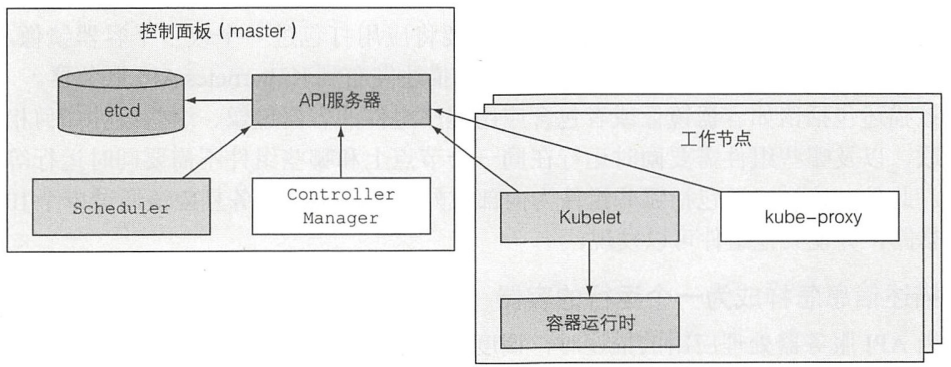 控制面板（master）
etcd
API服务器
Scheduler
Controller
Manager
工作节点
Kubelet
kube-proxy
容器运行时